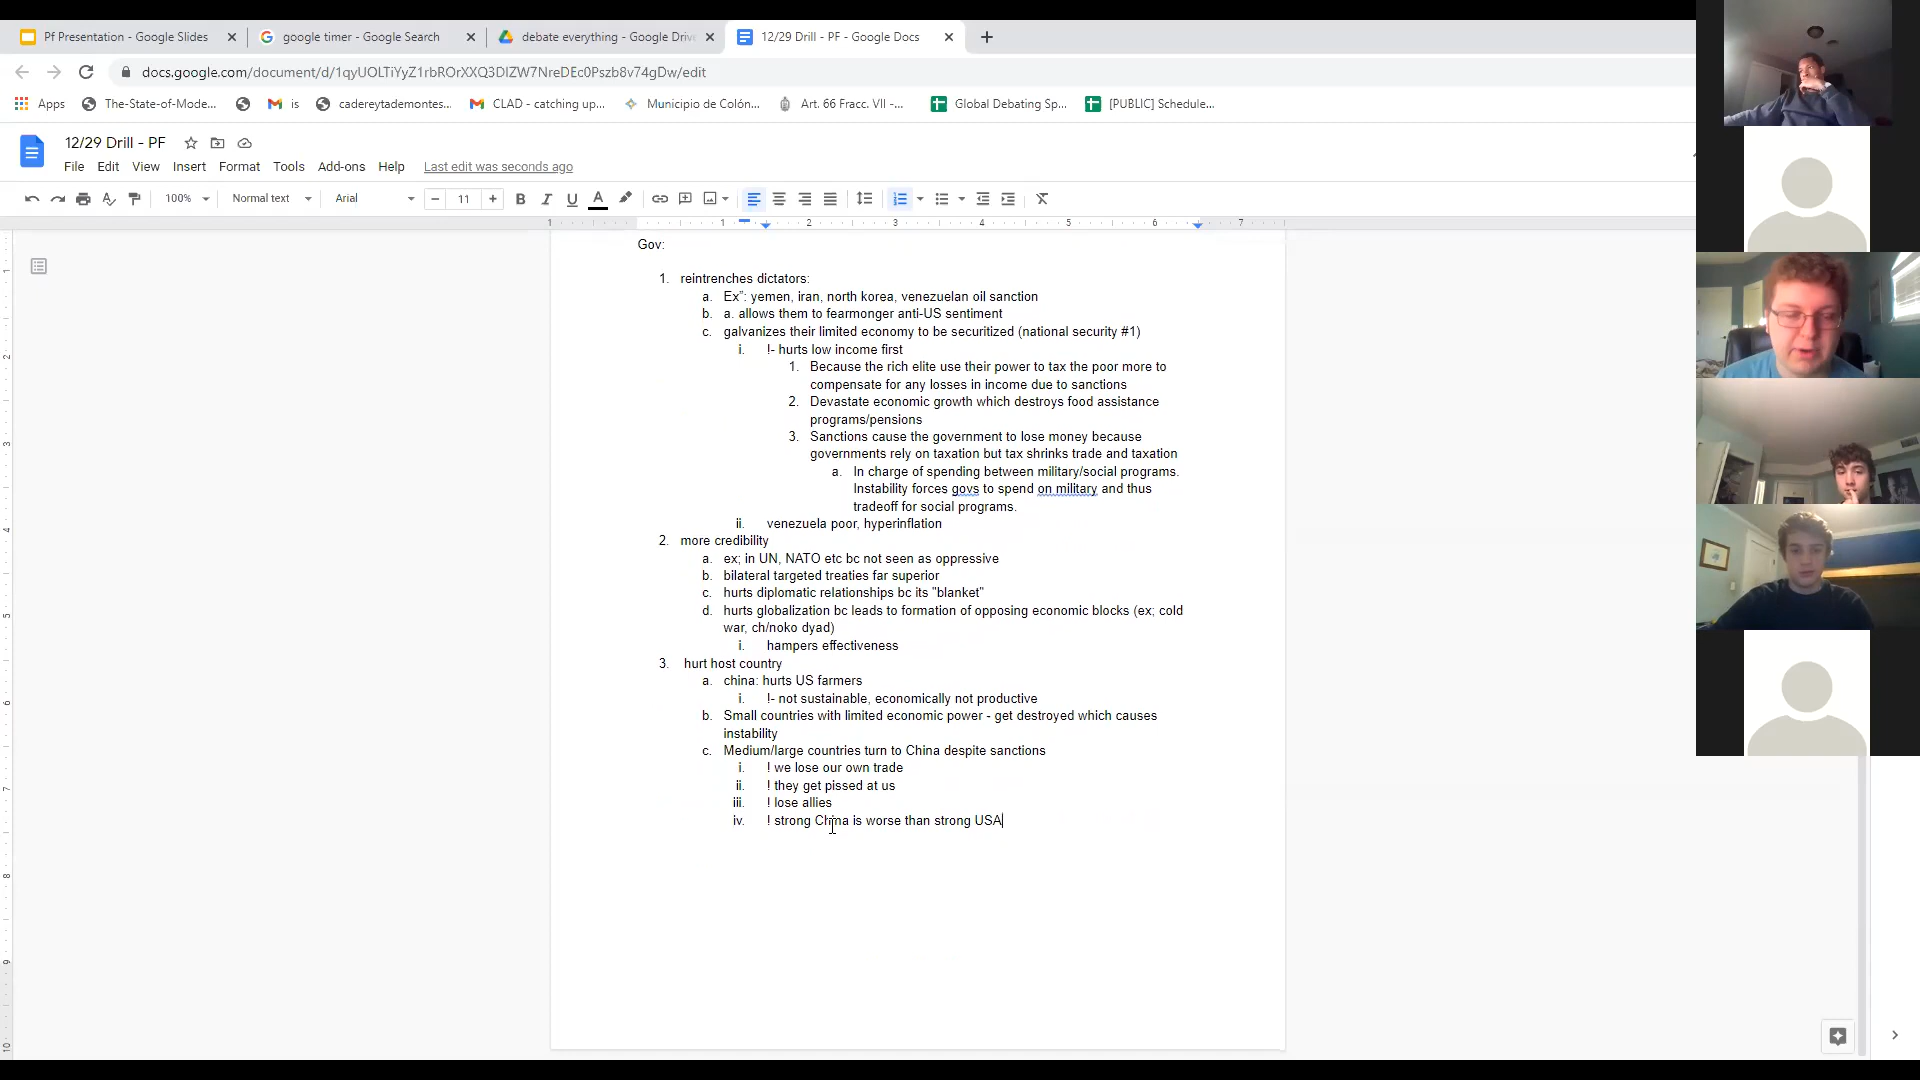 Pf Presentation - Google Slides
google timer - Google Search
debate everything - Google Drive
12/29 Drill - PF - Google Docs
docs.google.com/document/d/1qyUOLTiYyZ1rbROrXXQ3DIZW7NreDEc0Pszb8v74gDw/edit
Apps The-State-of-Mode... is cadereytademontes... CLAD - catching up... Municipio de Colón... Art. 66 Fracc. VII -... Global Debating Sp... [PUBLIC] Schedule...
12/29 Drill - PF
File Edit View Insert Format Tools Add-ons Help Last edit was seconds ago
100% Normal text Arial 11
1 1 2 3 4 5 6 7
Gov:
1. reintrenches dictators:
a. Ex": yemen, iran, north korea, venezuelan oil sanction
b. a. allows them to fearmonger anti-US sentiment
c. galvanizes their limited economy to be securitized (national security #1)
i. !- hurts low income first
1. Because the rich elite use their power to tax the poor more to
compensate for any losses in income due to sanctions
2. Devastate economic growth which destroys food assistance
programs/pensions
3. Sanctions cause the government to lose money because
governments rely on taxation but tax shrinks trade and taxation
a. In charge of spending between military/social programs.
Instability forces govs to spend on military and thus
tradeoff for social programs.
ii. venezuela poor, hyperinflation
2. more credibility
a. ex; in UN, NATO etc bc not seen as oppressive
b. bilateral targeted treaties far superior
c. hurts diplomatic relationships bc its "blanket"
d. hurts globalization bc leads to formation of opposing economic blocks (ex; cold
war, ch/noko dyad)
i. hampers effectiveness
3. hurt host country
a. china: hurts US farmers
i. !- not sustainable, economically not productive
b. Small countries with limited economic power - get destroyed which causes
instability
c. Medium/large countries turn to China despite sanctions
i. ! we lose our own trade
ii. ! they get pissed at us
iii. ! lose allies
iv. ! strong China is worse than strong USA